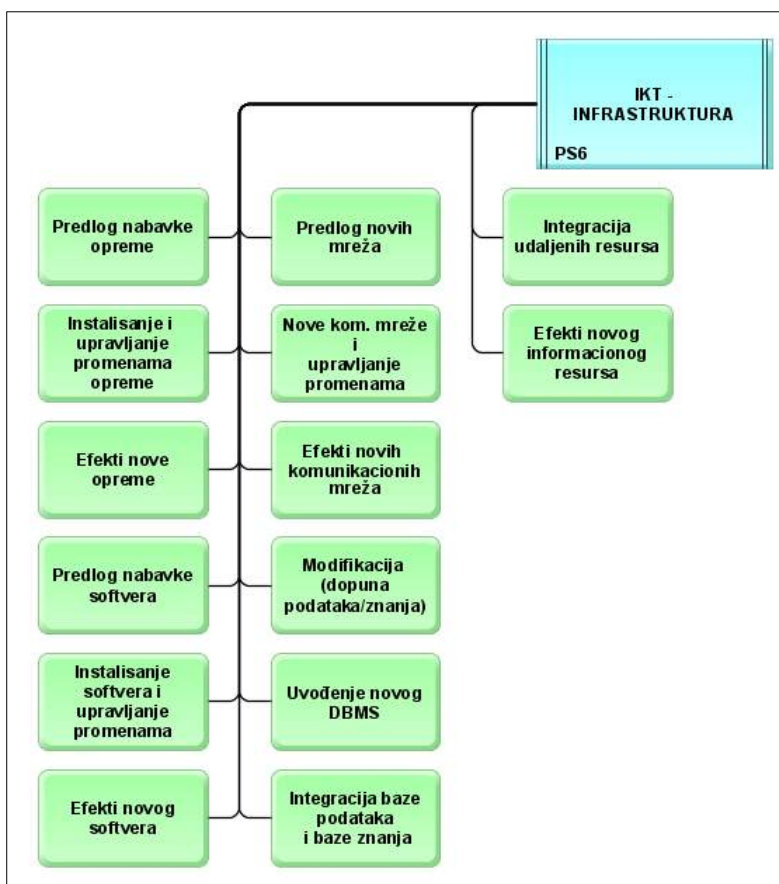 IKT -
INFRASTRUKTURA
PS6
Predlog nabavke
opreme
Predlog novih
mreža
Integracija
udaljenih resursa
Instalisanje i
upravljanje
promenama
opreme
Nove kom. mreže
i
upravljanje
promenama
Efekti novog
informacionog
resursa
Efekti nove
opreme
Efekti novih
komunikacionih
mreža
Predlog nabavke
softvera
Modifikacija
(dopuna
podataka/znanja)
Instalisanje
softvera i
upravljanje
promenama
Uvođenje novog
DBMS
Efekti novog
softvera
Integracija baze
podataka
i baze znanja